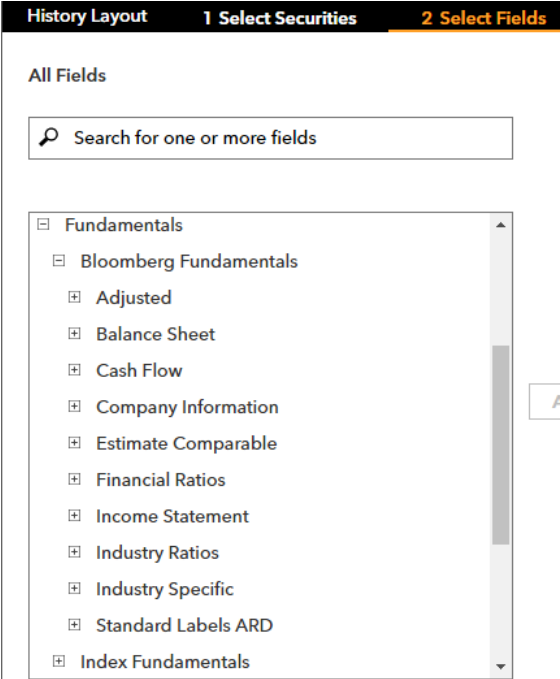 History Layout 1 Select Securities 2 Select Fields
All Fields
Search for one or more fields
Fundamentals
Bloomberg Fundamentals
Adjusted
Balance Sheet
Cash Flow
Company Information
Estimate Comparable
Financial Ratios
Income Statement
Industry Ratios
Industry Specific
Standard Labels ARD
Index Fundamentals